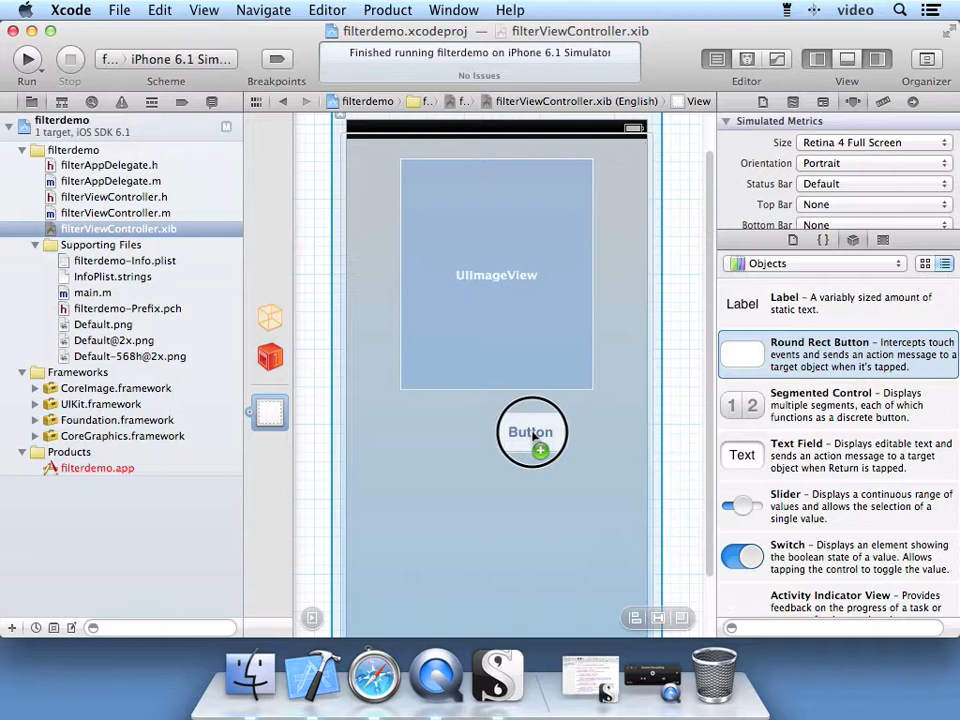 Xcode File Edit View Navigate Editor Product Window Help video
filterdemo.xcodeproj — filterViewController.xib
Finished running filterdemo on iPhone 6.1 Simulator
No Issues
f... iPhone 6.1 Sim...
Run Stop Scheme Breakpoints Editor View Organizer
filterdemo f... f... filterViewController.xib (English) View
filterdemo
1 target, iOS SDK 6.1
M
filterdemo
h filterAppDelegate.h
m filterAppDelegate.m
h filterViewController.h
m filterViewController.m
filterViewController.xib
Supporting Files
filterdemo-Info.plist
InfoPlist.strings
m main.m
h filterdemo-Prefix.pch
Default.png
Default@2x.png
Default-568h@2x.png
Frameworks
CoreImage.framework
UIKit.framework
Foundation.framework
CoreGraphics.framework
Products
filterdemo.app
UIImageView
Button
Simulated Metrics
Size Retina 4 Full Screen
Orientation Portrait
Status Bar Default
Top Bar None
Bottom Bar None
{ }
Objects
Label
Label – A variably sized amount of
static text.
Round Rect Button – Intercepts touch
events and sends an action message to a
target object when it's tapped.
1 2
Segmented Control – Displays
multiple segments, each of which
functions as a discrete button.
Text
Text Field – Displays editable text and
sends an action message to a target
object when Return is tapped.
Slider – Displays a continuous range of
values and allows the selection of a
single value.
Switch – Displays an element showing
the boolean state of a value. Allows
tapping the control to toggle the value.
Activity Indicator View – Provides
feedback on the progress of a task or
S